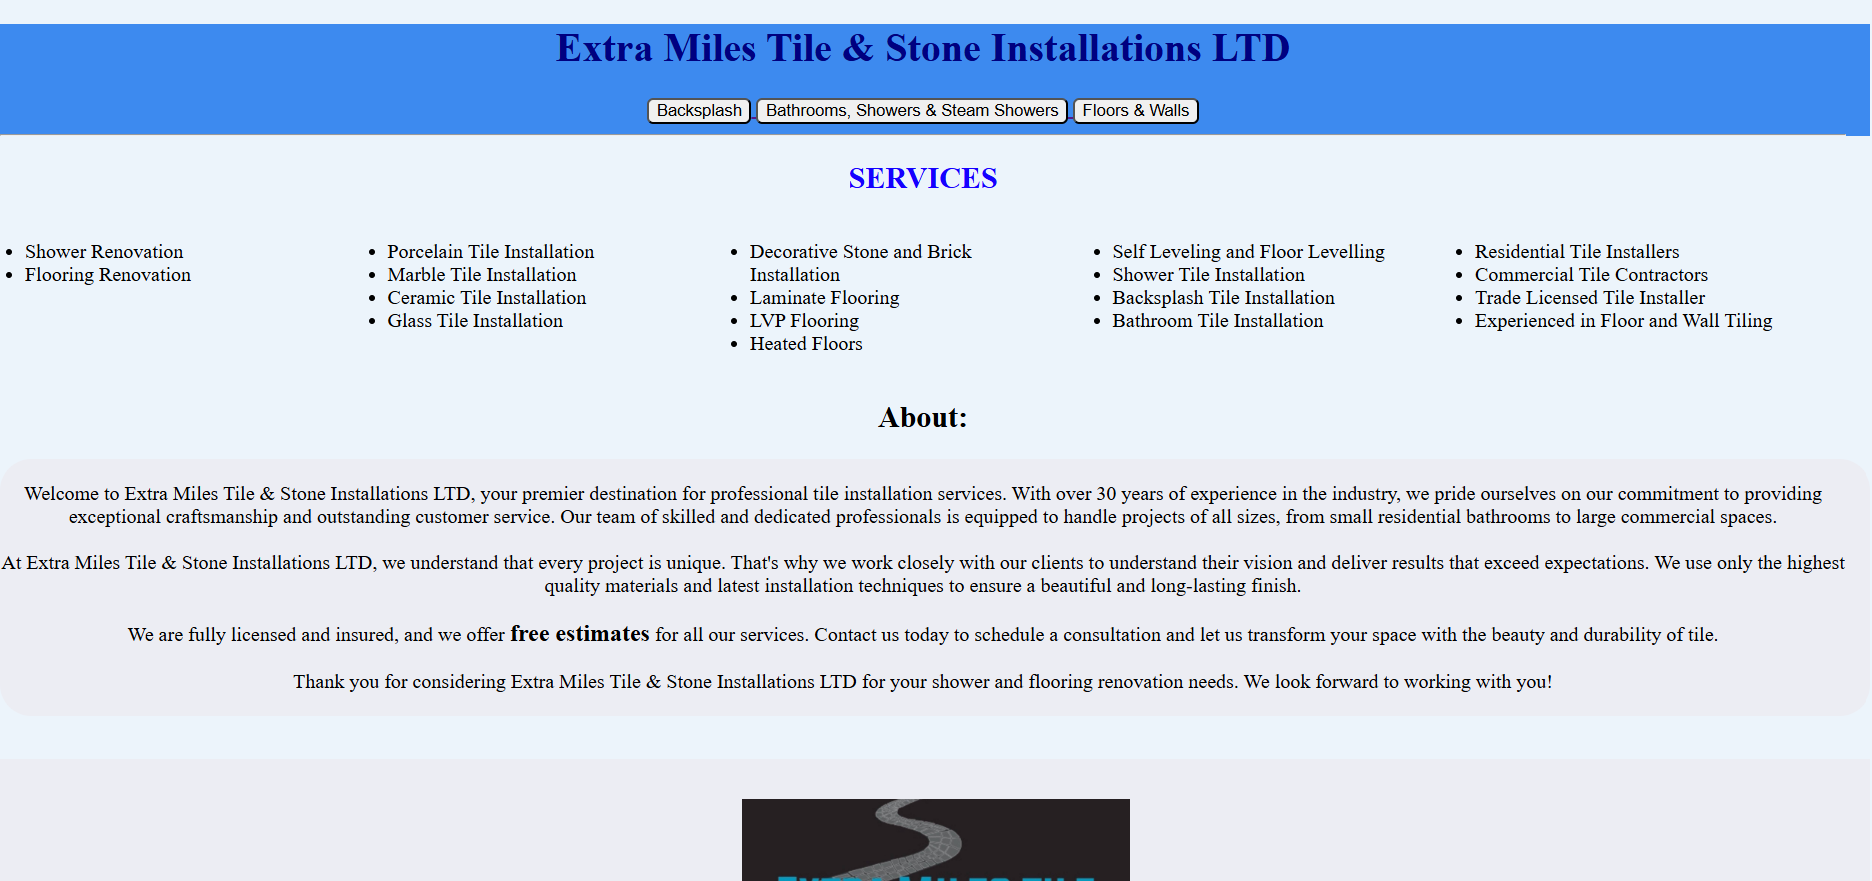 Extra Miles Tile & Stone Installations LTD
Backsplash Bathrooms, Showers & Steam Showers Floors & Walls
SERVICES
Shower Renovation
Flooring Renovation
Porcelain Tile Installation
Marble Tile Installation
Ceramic Tile Installation
Glass Tile Installation
Decorative Stone and Brick
Installation
Laminate Flooring
LVP Flooring
Heated Floors
Self Leveling and Floor Levelling
Shower Tile Installation
Backsplash Tile Installation
Bathroom Tile Installation
Residential Tile Installers
Commercial Tile Contractors
Trade Licensed Tile Installer
Experienced in Floor and Wall Tiling
About:
Welcome to Extra Miles Tile & Stone Installations LTD, your premier destination for professional tile installation services. With over 30 years of experience in the industry, we pride ourselves on our commitment to providing
exceptional craftsmanship and outstanding customer service. Our team of skilled and dedicated professionals is equipped to handle projects of all sizes, from small residential bathrooms to large commercial spaces.
At Extra Miles Tile & Stone Installations LTD, we understand that every project is unique. That's why we work closely with our clients to understand their vision and deliver results that exceed expectations. We use only the highest
quality materials and latest installation techniques to ensure a beautiful and long-lasting finish.
We are fully licensed and insured, and we offer free estimates for all our services. Contact us today to schedule a consultation and let us transform your space with the beauty and durability of tile.
Thank you for considering Extra Miles Tile & Stone Installations LTD for your shower and flooring renovation needs. We look forward to working with you!